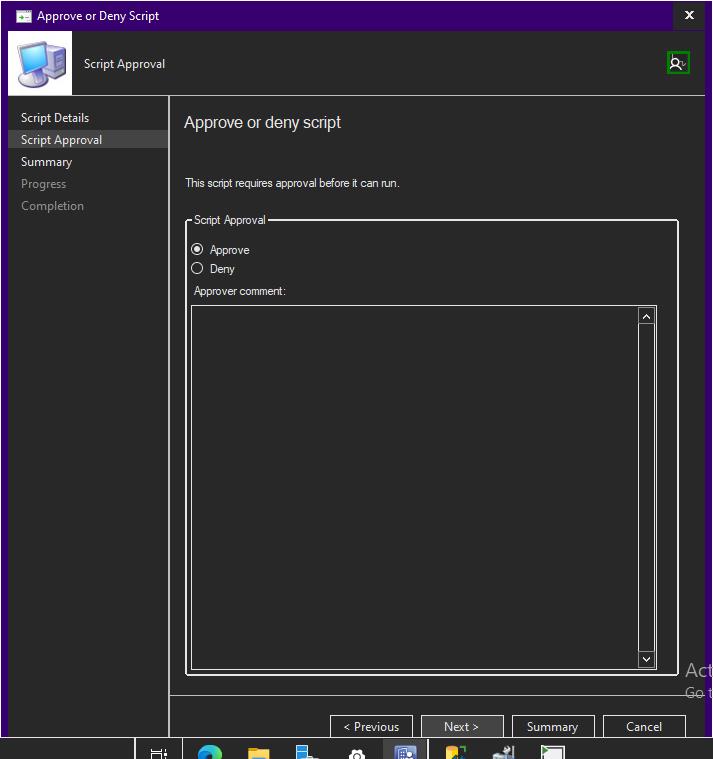 Approve or Deny Script
Script Approval
Script Details
Script Approval
Summary
Progress
Completion
Approve or deny script
This script requires approval before it can run.
Script Approval
Approve
Deny
Approver comment:
Act
Go t
< Previous
Next >
Summary
Cancel